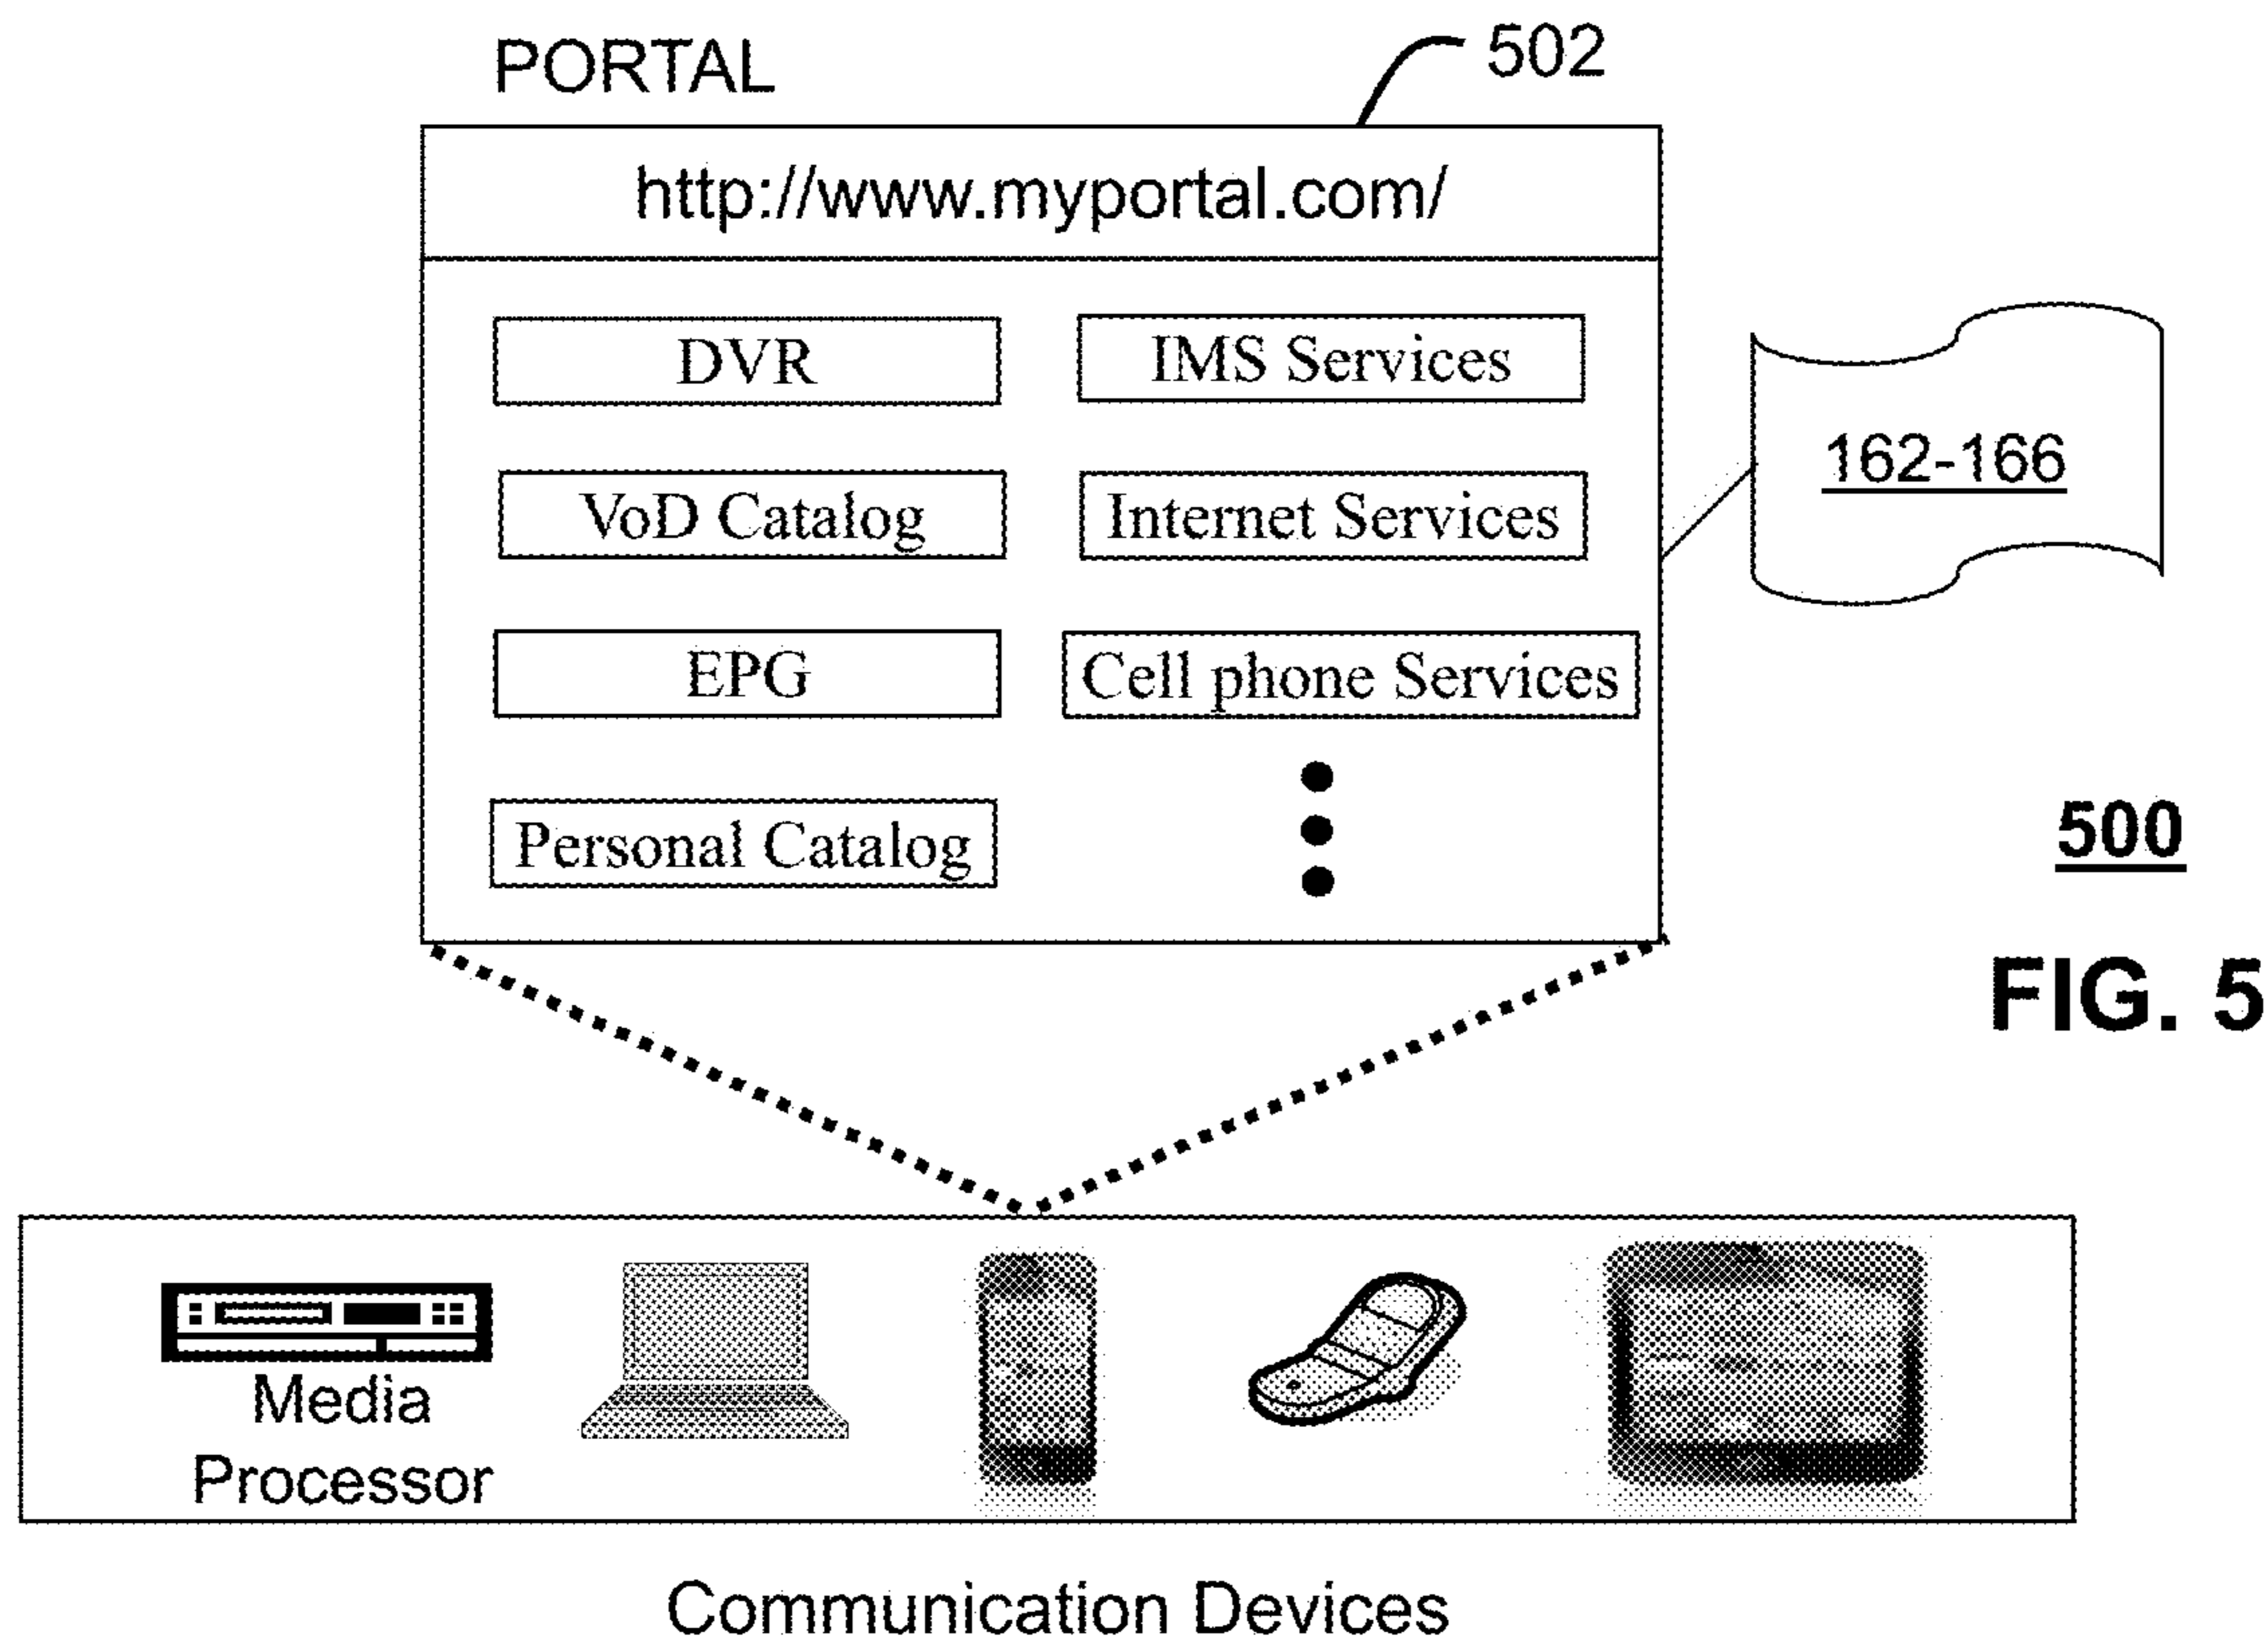 PORTAL
502
http://www.myportal.com/
DVR
IMS Services
VoD Catalog
Internet Services
162-166
EPG
Cell phone Services
Personal Catalog
500
FIG. 5
Media
Processor
Communication Devices